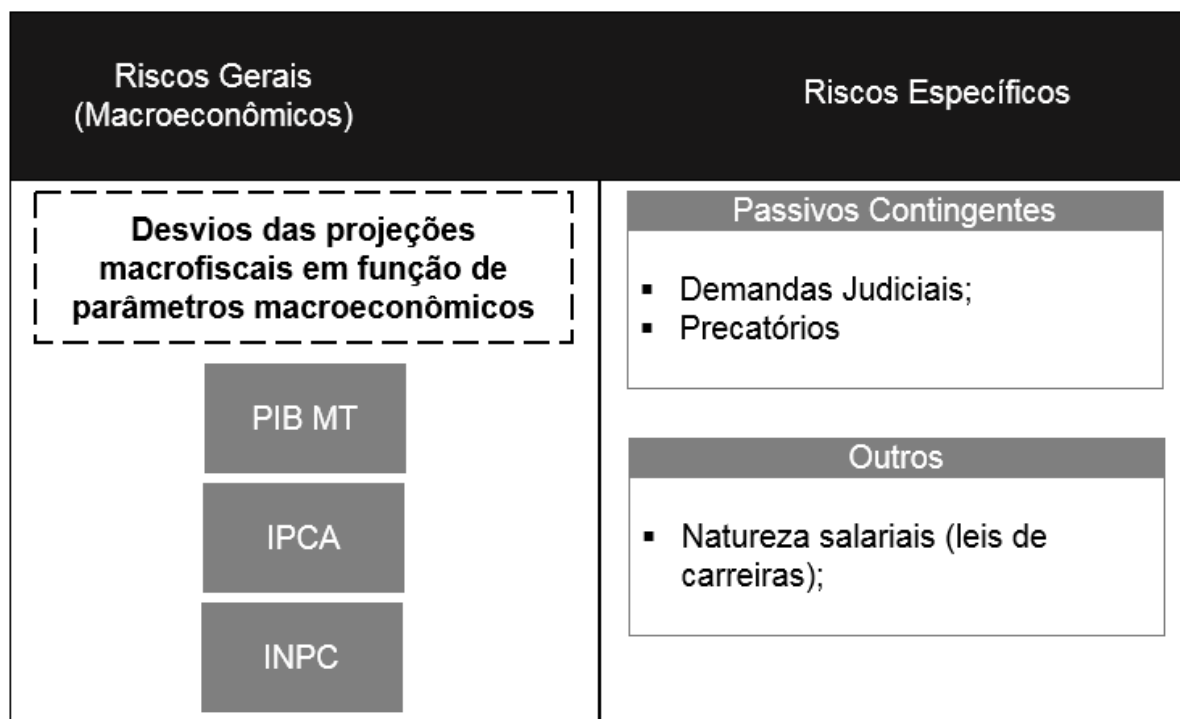 Riscos Gerais
(Macroeconômicos)
Riscos Específicos
Desvios das projeções
macrofiscais em função de
parâmetros macroeconômicos
PIB MT
IPCA
INPC
Passivos Contingentes
▪ Demandas Judiciais;
▪ Precatórios
Outros
▪ Natureza salariais (leis de
carreiras);